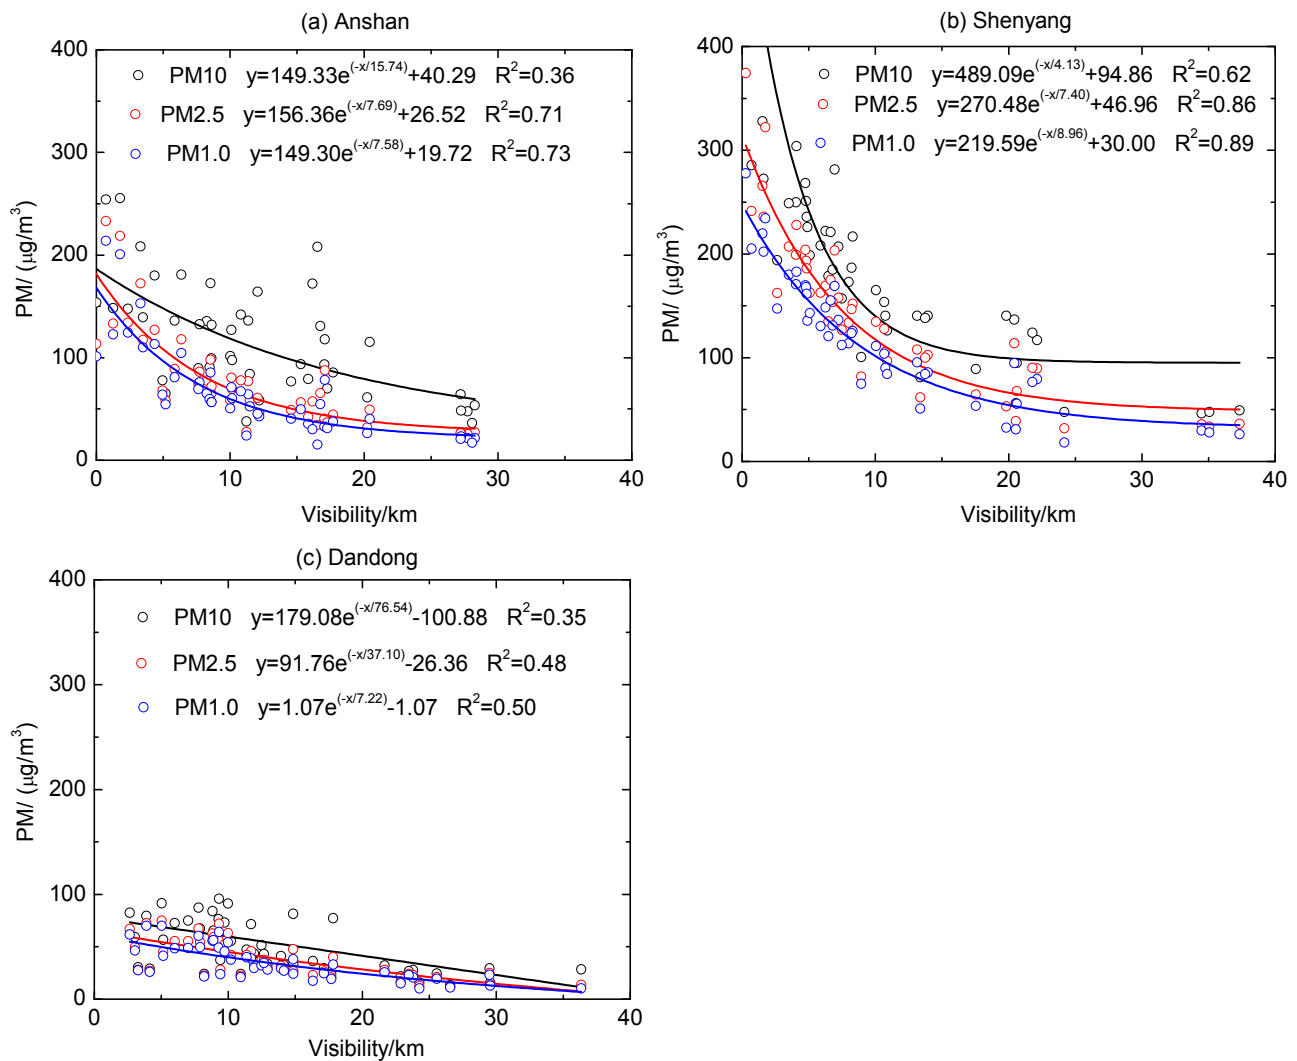 (a) Anshan
PM10 y=149.33e^(-x/15.74)+40.29 R²=0.36
PM2.5 y=156.36e^(-x/7.69)+26.52 R²=0.71
PM1.0 y=149.30e^(-x/7.58)+19.72 R²=0.73
400
300
200
100
0
PM/ (μg/m³)
0 10 20 30 40
Visibility/km
(b) Shenyang
PM10 y=489.09e^(-x/4.13)+94.86 R²=0.62
PM2.5 y=270.48e^(-x/7.40)+46.96 R²=0.86
PM1.0 y=219.59e^(-x/8.96)+30.00 R²=0.89
400
300
200
100
0
PM/ (μg/m³)
0 10 20 30 40
Visibility/km
(c) Dandong
PM10 y=179.08e^(-x/76.54)-100.88 R²=0.35
PM2.5 y=91.76e^(-x/37.10)-26.36 R²=0.48
PM1.0 y=1.07e^(-x/7.22)-1.07 R²=0.50
400
300
200
100
0
PM/ (μg/m³)
0 10 20 30 40
Visibility/km